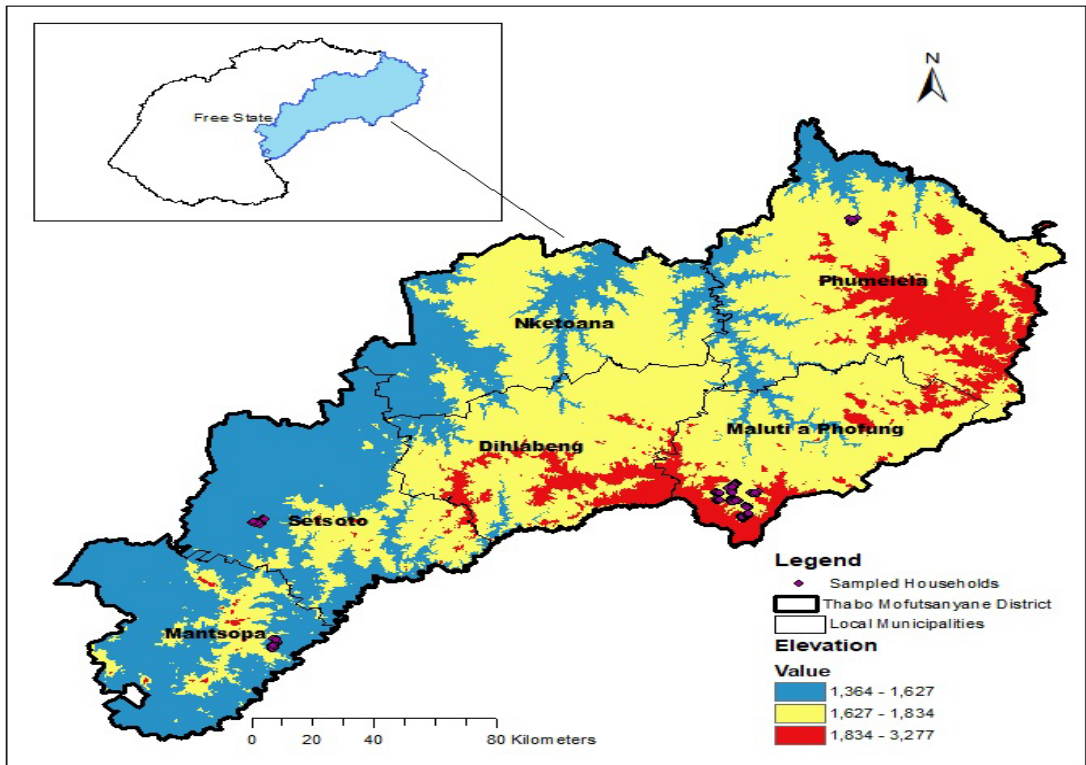 Free State
N
Phumelela
Nketoana
Maluti a Phofung
Dihlabeng
Setsoto
Mantsopa
Legend
Sampled Households
Thabo Mofutsanyane District
Local Municipalities
Elevation
Value
1,364 - 1,627
1,627 - 1,834
1,834 - 3,277
0 20 40 80 Kilometers